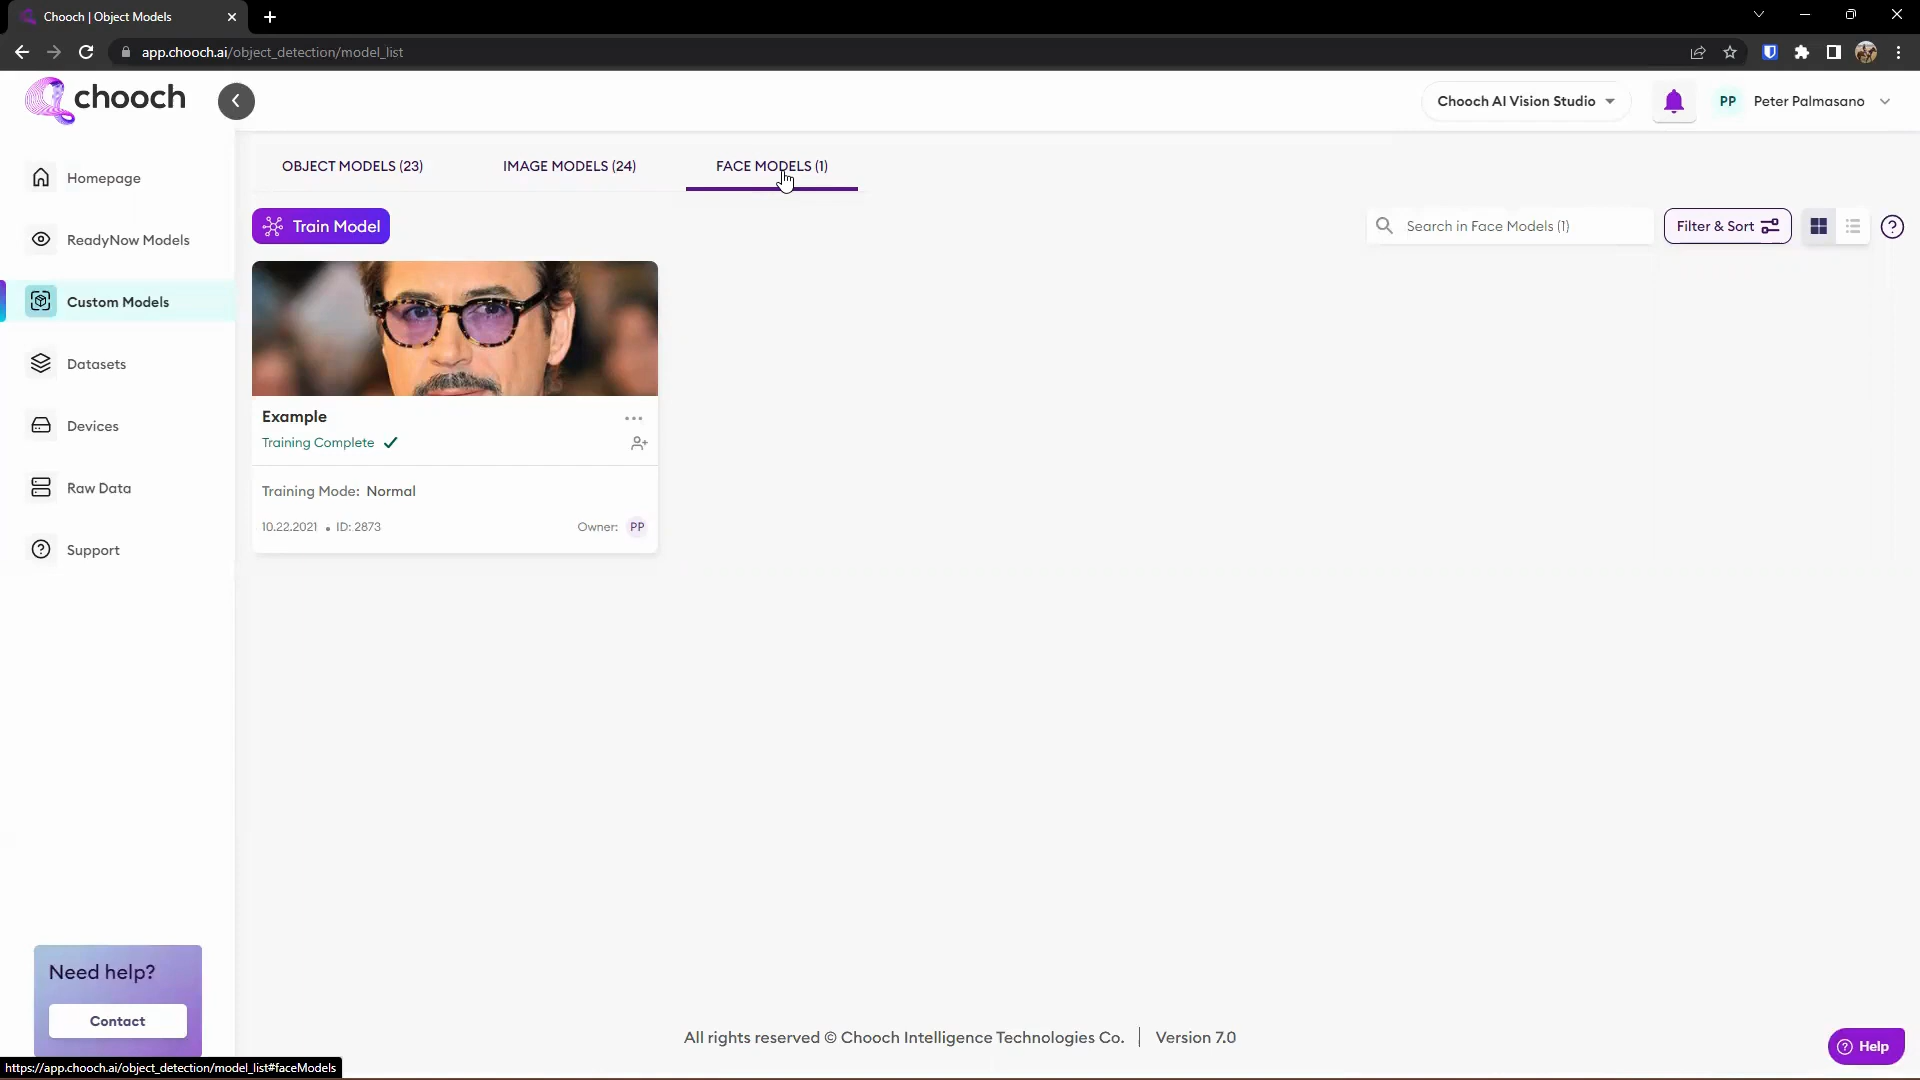 Chooch | Object Models
app.chooch.ai/object_detection/model_list
chooch
Chooch AI Vision Studio
PP Peter Palmasano
Homepage
ReadyNow Models
Custom Models
Datasets
Devices
Raw Data
Support
OBJECT MODELS (23)
IMAGE MODELS (24)
FACE MODELS (1)
Train Model
Search in Face Models (1)
Filter & Sort
Example
Training Complete
Training Mode: Normal
10.22.2021 • ID: 2873
Owner: PP
Need help?
Contact
All rights reserved © Chooch Intelligence Technologies Co. | Version 7.0
Help
https://app.chooch.ai/object_detection/model_list#faceModels